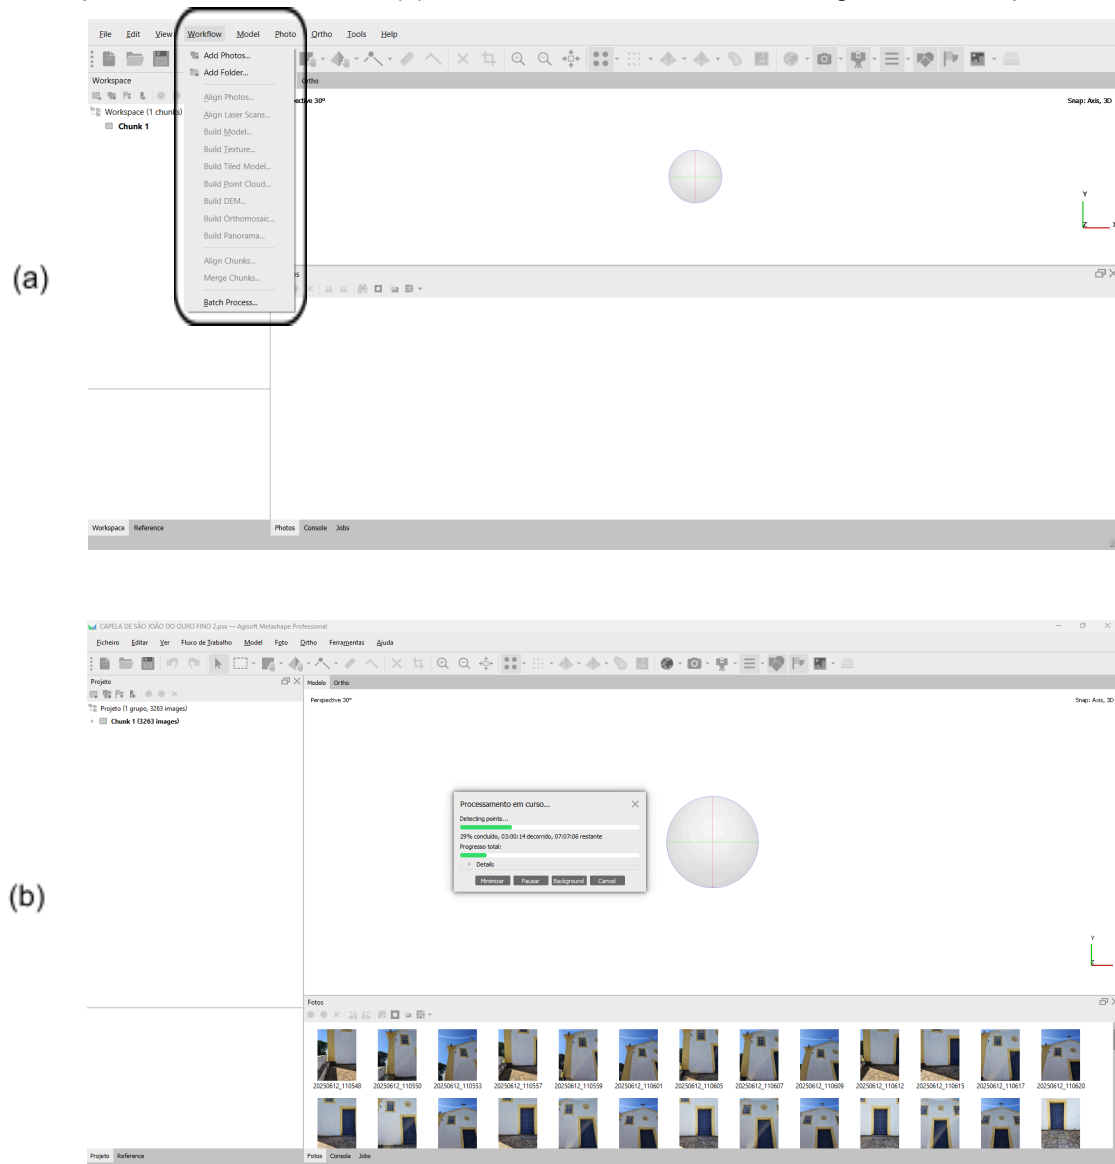 (a)
File Edit View Workflow Model Photo Ortho Tools Help
Add Photos...
Add Folder...
Align Photos...
Align Laser Scans...
Build Model...
Build Texture...
Build Tiled Model...
Build Point Cloud...
Build DEM...
Build Orthomosaic...
Build Panorama...
Align Chunks...
Merge Chunks...
Batch Process...
Workspace
Workspace (1 chunks)
Chunk 1
Ortho
30°
Snap: Axis, 3D
Y
Z X
Workspace Reference
Photos Console Jobs
(b)
CAPELA DE SÃO JOÃO DO OURO FINO 2.psx — Agisoft Metashape Professional
Ficheiro Editar Ver Fluxo de Trabalho Model Foto Ortho Ferramentas Ajuda
Projeto
Projeto (1 grupo, 3263 images)
Chunk 1 (3263 images)
Modelo Ortho
Perspective 30°
Snap: Axis, 3D
Processamento em curso...
Detecting points...
29% concluído, 03:00:14 decorrido, 07:07:06 restante
Progresso total:
Details
Minimizar Pausar Background Cancel
Y
Z
Fotos
20250612_110548 20250612_110550 20250612_110553 20250612_110557 20250612_110559 20250612_110601 20250612_110605 20250612_110607 20250612_110609 20250612_110612 20250612_110615 20250612_110617 20250612_110620
Projeto Reference
Fotos Consola Jobs